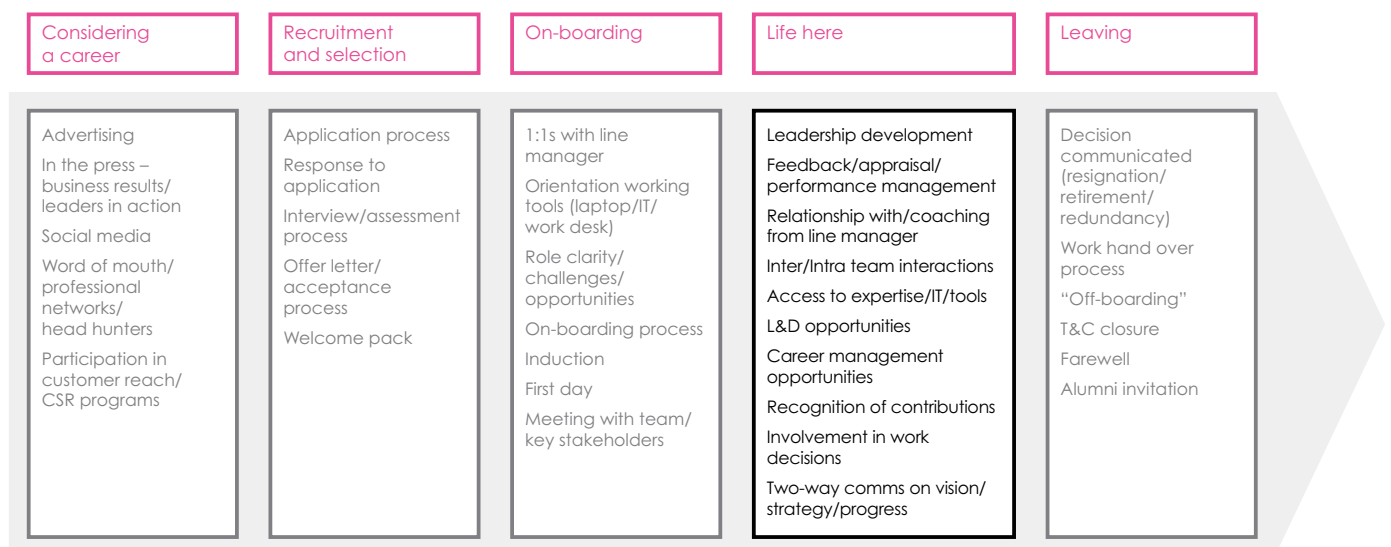 Considering
a career
Recruitment
and selection
On-boarding
Life here
Leaving
Advertising
In the press –
business results/
leaders in action
Social media
Word of mouth/
professional
networks/
head hunters
Participation in
customer reach/
CSR programs
Application process
Response to
application
Interview/assessment
process
Offer letter/
acceptance
process
Welcome pack
1:1s with line
manager
Orientation working
tools (laptop/IT/
work desk)
Role clarity/
challenges/
opportunities
On-boarding process
Induction
First day
Meeting with team/
key stakeholders
Leadership development
Feedback/appraisal/
performance management
Relationship with/coaching
from line manager
Inter/Intra team interactions
Access to expertise/IT/tools
L&D opportunities
Career management
opportunities
Recognition of contributions
Involvement in work
decisions
Two-way comms on vision/
strategy/progress
Decision
communicated
(resignation/
retirement/
redundancy)
Work hand over
process
“Off-boarding”
T&C closure
Farewell
Alumni invitation